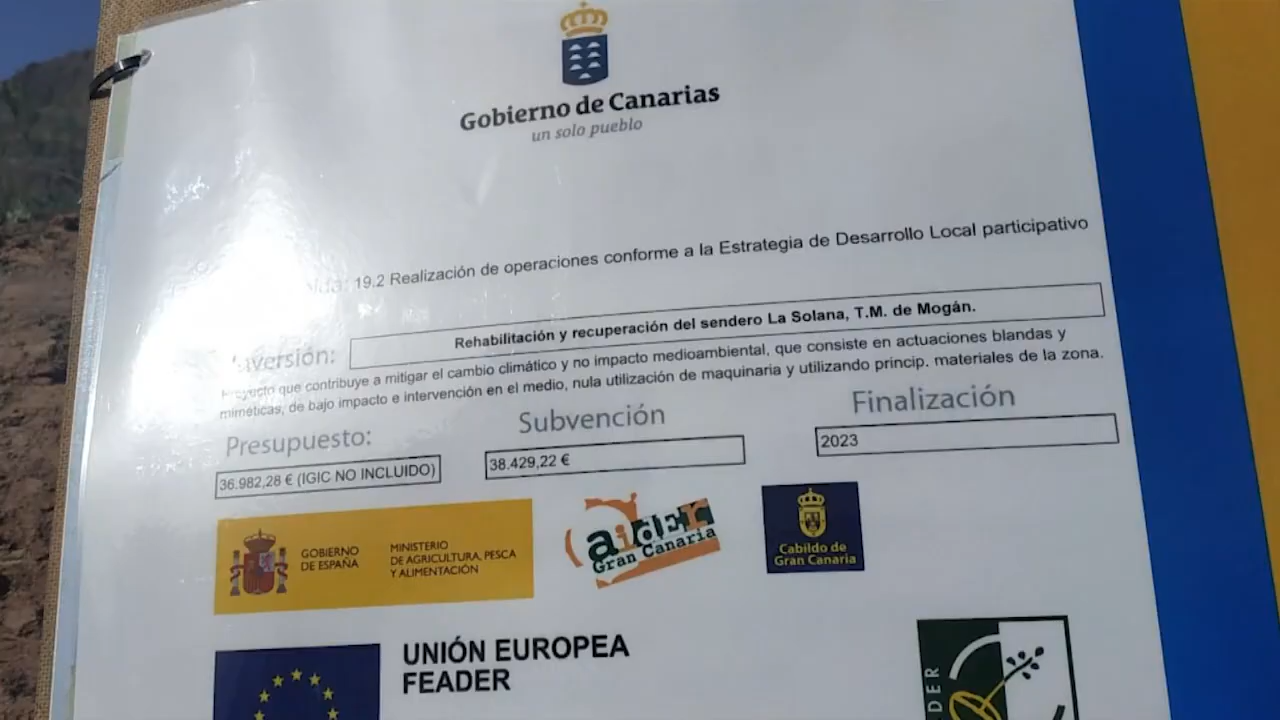 Gobierno de Canarias
un solo pueblo
19.2 Realización de operaciones conforme a la Estrategia de Desarrollo Local participativo
Inversión:
Rehabilitación y recuperación del sendero La Solana, T.M. de Mogán.
Proyecto que contribuye a mitigar el cambio climático y no impacto medioambiental, que consiste en actuaciones blandas y
miméticas, de bajo impacto e intervención en el medio, nula utilización de maquinaria y utilizando princip. materiales de la zona.
Presupuesto:
Subvención
Finalización
36.982,28 € (IGIC NO INCLUIDO)
38.429,22 €
2023
GOBIERNO
DE ESPAÑA
MINISTERIO
DE AGRICULTURA, PESCA
Y ALIMENTACIÓN
aider
Gran Canaria
Cabildo de
Gran Canaria
UNIÓN EUROPEA
FEADER
DER